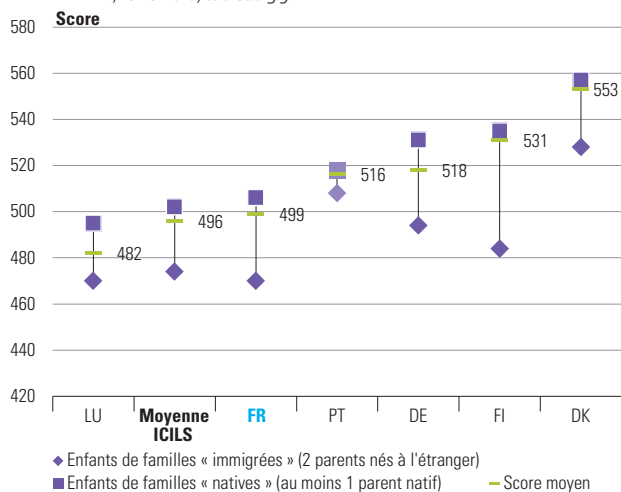 Score
580
560
540
520
500
480
460
440
420
482
496
499
516
518
531
553
LU
Moyenne
ICILS
FR
PT
DE
FI
DK
Enfants de familles « immigrées » (2 parents nés à l'étranger)
Enfants de familles « natives » (au moins 1 parent natif)
Score moyen